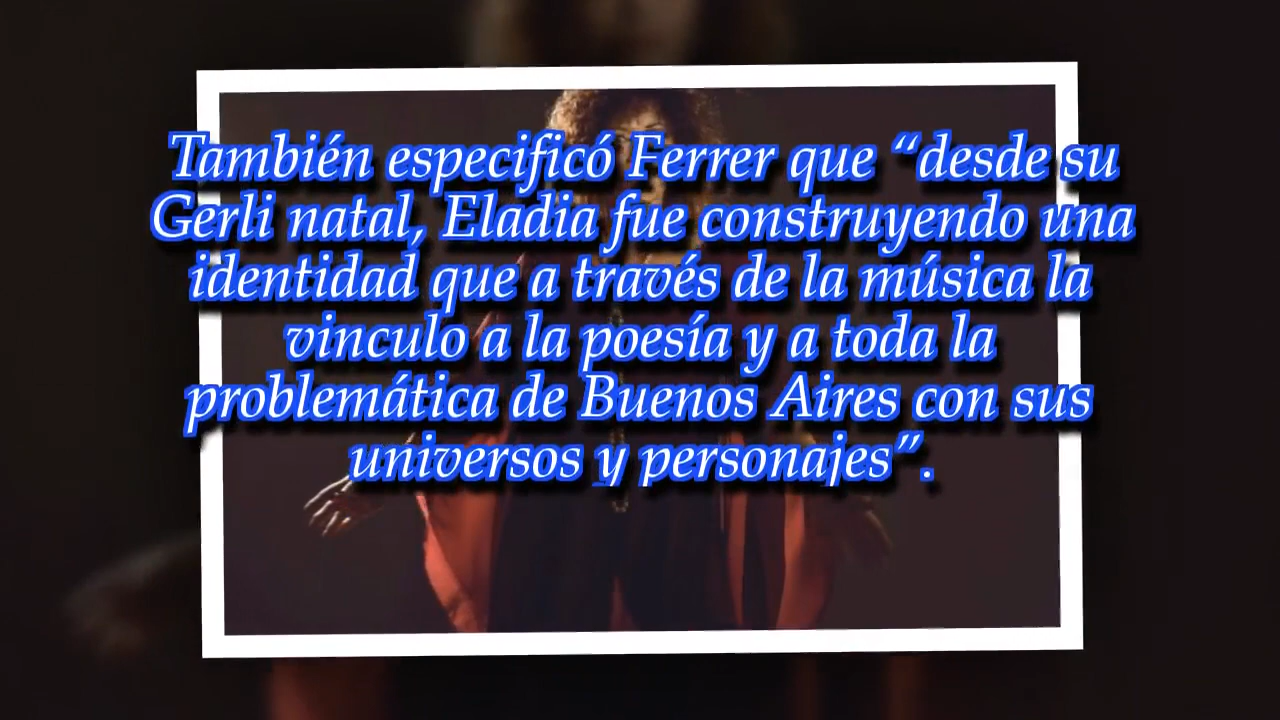 También especificó Ferrer que “desde su
Gerli natal, Eladia fue construyendo una
identidad que a través de la música la
vinculo a la poesía y a toda la
problemática de Buenos Aires con sus
universos y personajes”.